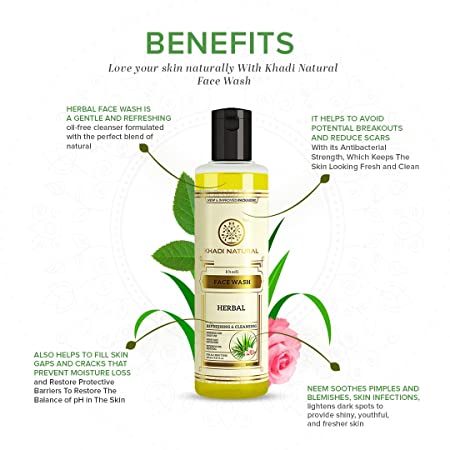 BENEFITS
Love your skin naturally With Khadi Natural
Face Wash
HERBAL FACE WASH IS
A GENTLE AND REFRESHING
oil-free cleanser formulated
with the perfect blend of
natural
IT HELPS TO AVOID
POTENTIAL BREAKOUTS
AND REDUCE SCARS
With its Antibacterial
Strength, Which Keeps The
Skin Looking Fresh and Clean
NEW & IMPROVED PACKAGING
KHADI NATURAL
Khadi
FACE WASH
HERBAL
REFRESHING & CLEANSING
ALSO HELPS TO FILL SKIN
GAPS AND CRACKS THAT
PREVENT MOISTURE LOSS
and Restore Protective
Barriers To Restore The
Balance of pH in The Skin
NEEM SOOTHES PIMPLES AND
BLEMISHES, SKIN INFECTIONS,
lightens dark spots to
provide shiny, youthful,
and fresher skin